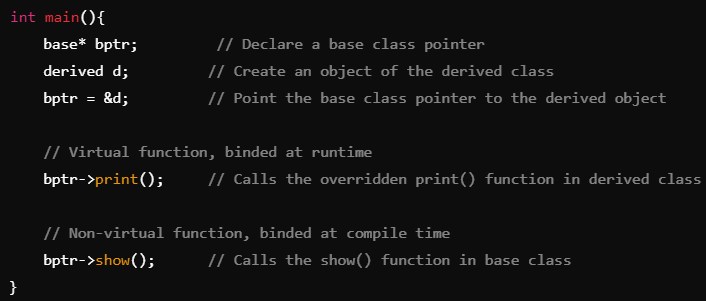 int main(){
    base* bptr;          // Declare a base class pointer
    derived d;          // Create an object of the derived class
    bptr = &d;          // Point the base class pointer to the derived object
    // Virtual function, binded at runtime
    bptr->print();     // Calls the overridden print() function in derived class
    // Non-virtual function, binded at compile time
    bptr->show();      // Calls the show() function in base class
}